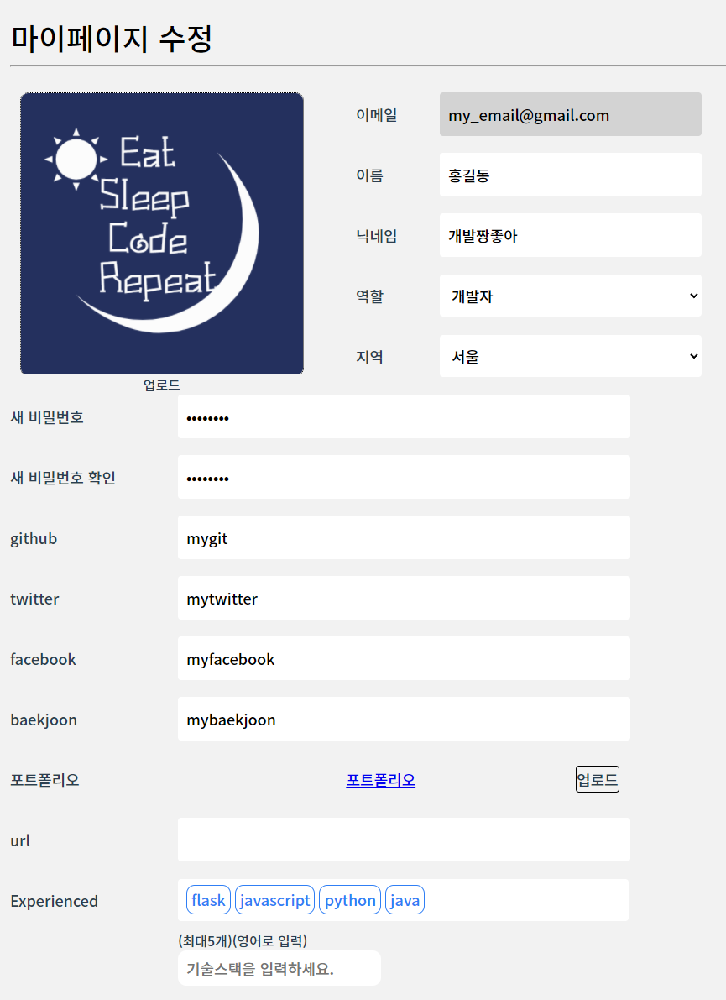 마이페이지 수정
Eat
Sleep
Code
Repeat
업로드
이메일 my_email@gmail.com
이름 홍길동
닉네임 개발짱좋아
역할 개발자
지역 서울
새 비밀번호 ••••••••
새 비밀번호 확인 ••••••••
github mygit
twitter mytwitter
facebook myfacebook
baekjoon mybaekjoon
포트폴리오 포트폴리오 업로드
url
Experienced flask javascript python java
(최대5개)(영어로 입력)
기술스택을 입력하세요.